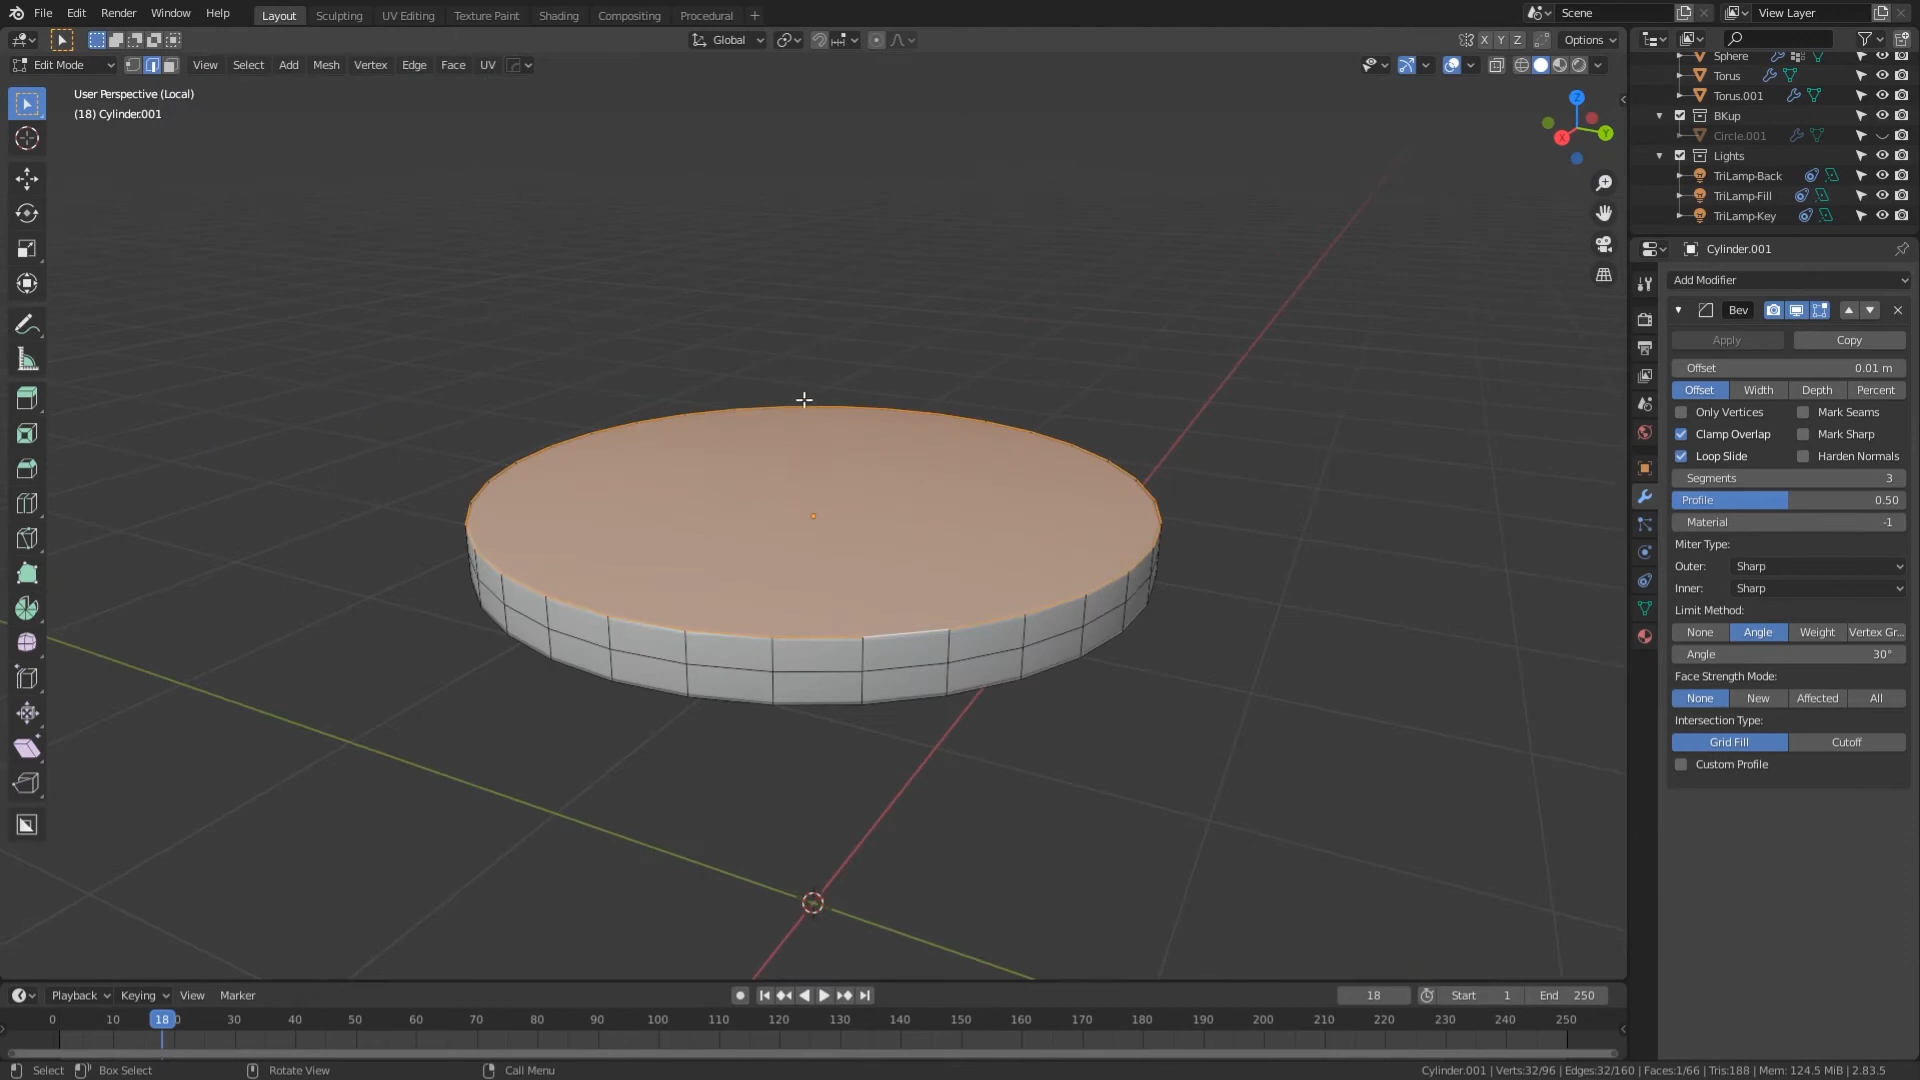 File Edit Render Window Help Layout Sculpting UV Editing Texture Paint Shading Compositing Procedural + Scene View Layer
Global X Y Z Options
Edit Mode View Select Add Mesh Vertex Edge Face UV
User Perspective (Local)
(18) Cylinder.001
Z
Y
X
Sphere
Torus
Torus.001
BKup
Circle.001
Lights
TriLamp-Back
TriLamp-Fill
TriLamp-Key
Cylinder.001
Add Modifier
Bev
Apply Copy
Offset 0.01 m
Offset Width Depth Percent
Only Vertices Mark Seams
Clamp Overlap Mark Sharp
Loop Slide Harden Normals
Segments 3
Profile 0.50
Material -1
Miter Type:
Outer: Sharp
Inner: Sharp
Limit Method:
None Angle Weight Vertex Gr...
Angle 30°
Face Strength Mode:
None New Affected All
Intersection Type:
Grid Fill Cutoff
Custom Profile
Playback Keying View Marker 18 Start 1 End 250
0 10 18 30 40 50 60 70 80 90 100 110 120 130 140 150 160 170 180 190 200 210 220 230 240 250
Select Box Select Rotate View Call Menu Cylinder.001 | Verts:32/96 | Edges:32/160 | Faces:1/66 | Tris:188 | Mem: 124.5 MiB | 2.83.5